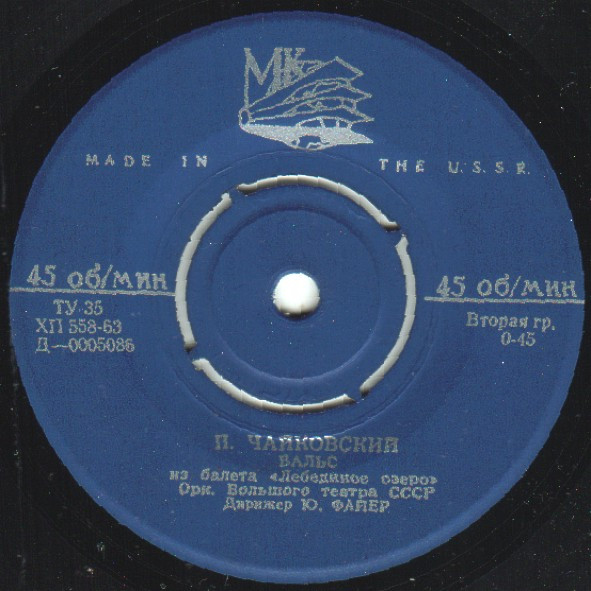 МК
MADE IN THE U.S.S.R.
45 об/мин 45 об/мин
ТУ-35
ХП 558-63
Д—0005086
Вторая гр.
0-45
П. ЧАЙКОВСКИЙ
ВАЛЬС
из балета «Лебединое озеро»
Орк. Большого театра СССР
Дирижер Ю. ФАЙЕР